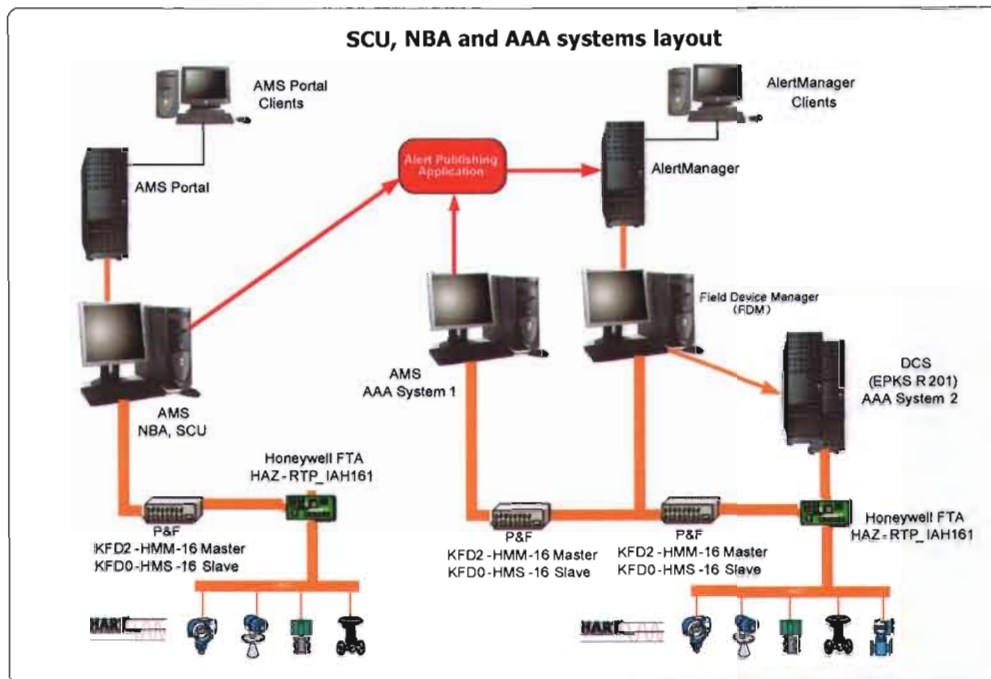 SCU, NBA and AAA systems layout
AMS Portal
Clients
AlertManager
Clients
Alert Publishing
Application
AMS Portal
AlertManager
Field Device Manager
(FDM)
AMS
AAA System 1
DCS
(EPKS R 201)
AAA System 2
AMS
NBA, SCU
Honeywell FTA
HAZ-RTP_IAH161
P&F
KFD2-HMM-16 Master
KFD0-HMS-16 Slave
P&F
KFD2-HMM-16 Master
KFD0-HMS-16 Slave
P&F
KFD2-HMM-16 Master
KFD0-HMS-16 Slave
Honeywell FTA
HAZ-RTP_IAH161
HART
HART